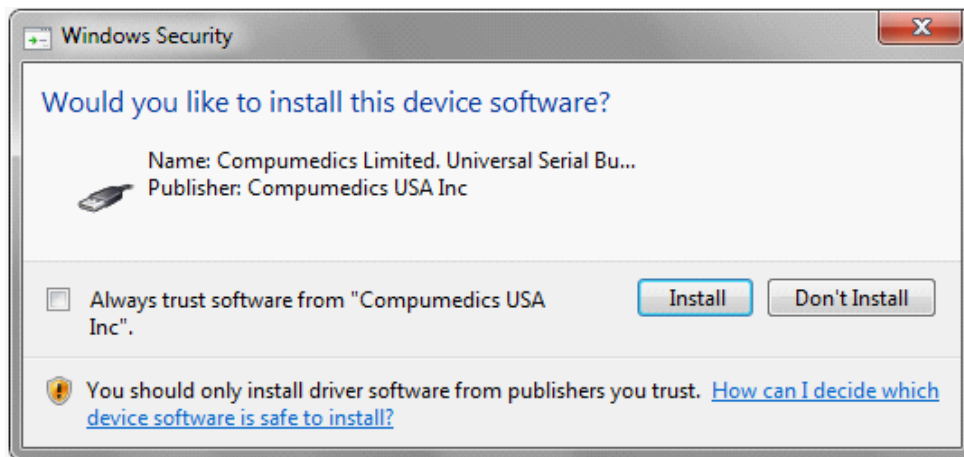 Windows Security
Would you like to install this device software?
Name: Compumedics Limited. Universal Serial Bu...
Publisher: Compumedics USA Inc
Always trust software from "Compumedics USA
Inc".
Install
Don't Install
You should only install driver software from publishers you trust. How can I decide which
device software is safe to install?